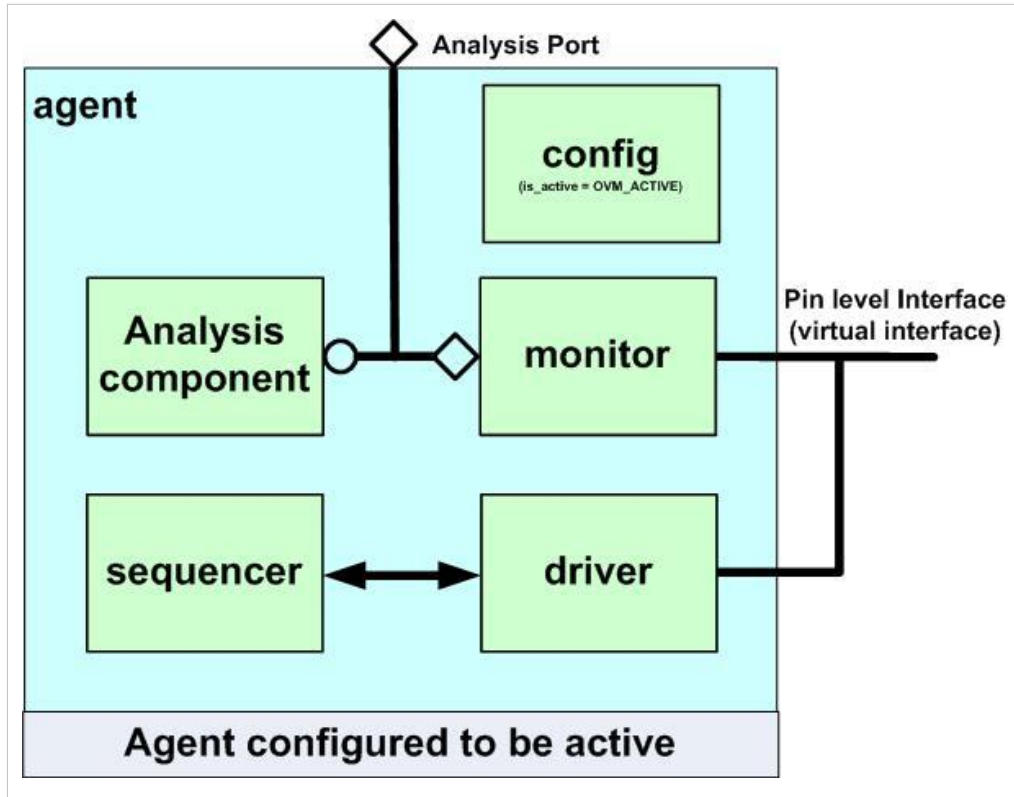 Analysis Port
agent
config
(is_active = OVM_ACTIVE)
Analysis
component
monitor
Pin level Interface
(virtual interface)
sequencer
driver
Agent configured to be active